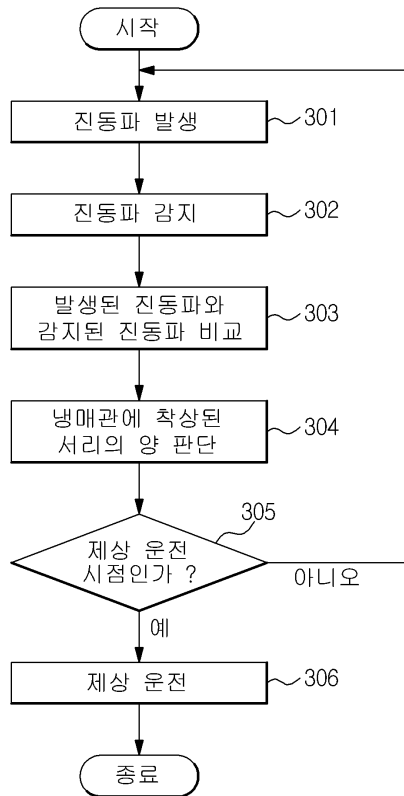 시작
진동파 발생
301
진동파 감지
302
발생된 진동파와
감지된 진동파 비교
303
냉매관에 착상된
서리의 양 판단
304
305
제상 운전
시점인가 ?
아니오
예
제상 운전
306
종료